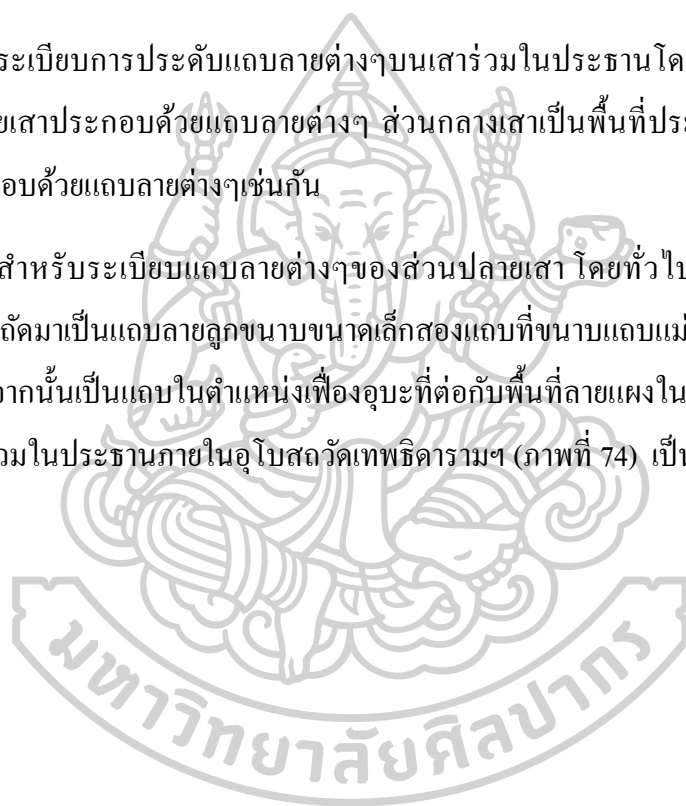 ระเบียบการประดับแถบลายต่างๆบนเสาร่วมในประธานโด
ยเสาประกอบด้วยแถบลายต่างๆ ส่วนกลางเสาเป็นพื้นที่ประ
อบด้วยแถบลายต่างๆเช่นกัน
สำหรับระเบียบแถบลายต่างๆของส่วนปลายเสา โดยทั่วไป
ถัดมาเป็นแถบลายลูกขนาบขนาดเล็กสองแถบที่ขนาบแถบแม่
ากนั้นเป็นแถบในตำแหน่งเฟื่องอุบะที่ต่อกับพื้นที่ลายแผงใน
วมในประธานภายในอุโบสถวัดเทพธิดารามฯ (ภาพที่ 74) เป็น
มหาวิทยาลัยศิลปากร